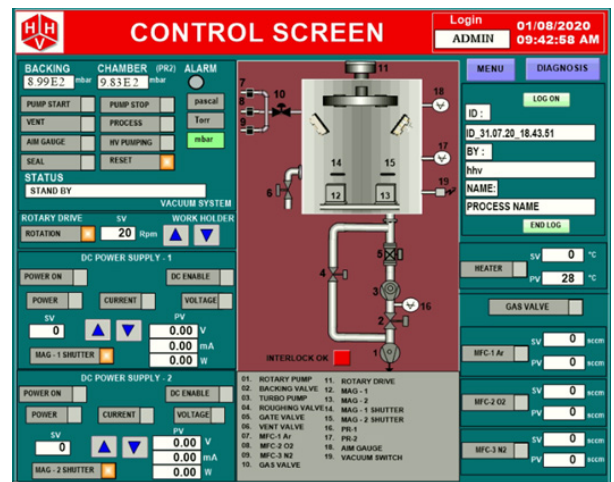 HHV
CONTROL SCREEN
Login
ADMIN
01/08/2020
09:42:58 AM
BACKING CHAMBER (PR2) ALARM
8.99E2 mbar 9.83E2 mbar
PUMP START PUMP STOP pascal
VENT PROCESS Torr
AIM GAUGE HV PUMPING mbar
SEAL RESET
STATUS
STAND BY
VACUUM SYSTEM
ROTARY DRIVE SV WORK HOLDER
ROTATION 20 Rpm
DC POWER SUPPLY - 1
POWER ON DC ENABLE
POWER CURRENT VOLTAGE
SV PV
0 0.00 V
0.00 mA
MAG - 1 SHUTTER 0.00 W
DC POWER SUPPLY - 2
POWER ON DC ENABLE
POWER CURRENT VOLTAGE
SV PV
0 0.00 V
0.00 mA
MAG - 2 SHUTTER 0.00 W
11
7
8
9
10
18
17
19
14 15
6
12 13
5
4
3
16
2
1
INTERLOCK OK
01. ROTARY PUMP
02. BACKING VALVE
03. TURBO PUMP
04. ROUGHING VALVE
05. GATE VALVE
06. VENT VALVE
07. MFC-1 Ar
08. MFC-2 O2
09. MFC-3 N2
10. GAS VALVE
11. ROTARY DRIVE
12. MAG - 1
13. MAG - 2
14. MAG - 1 SHUTTER
15. MAG - 2 SHUTTER
16. PR-1
17. PR-2
18. AIM GAUGE
19. VACUUM SWITCH
MENU DIAGNOSIS
LOG ON
ID :
ID_31.07.20_18.43.51
BY :
hhv
NAME:
PROCESS NAME
END LOG
SV 0 °C
HEATER
PV 28 °C
GAS VALVE
SV 0 sccm
MFC-1 Ar
PV 0 sccm
SV 0 sccm
MFC-2 O2
PV 0 sccm
SV 0 sccm
MFC-3 N2
PV 0 sccm